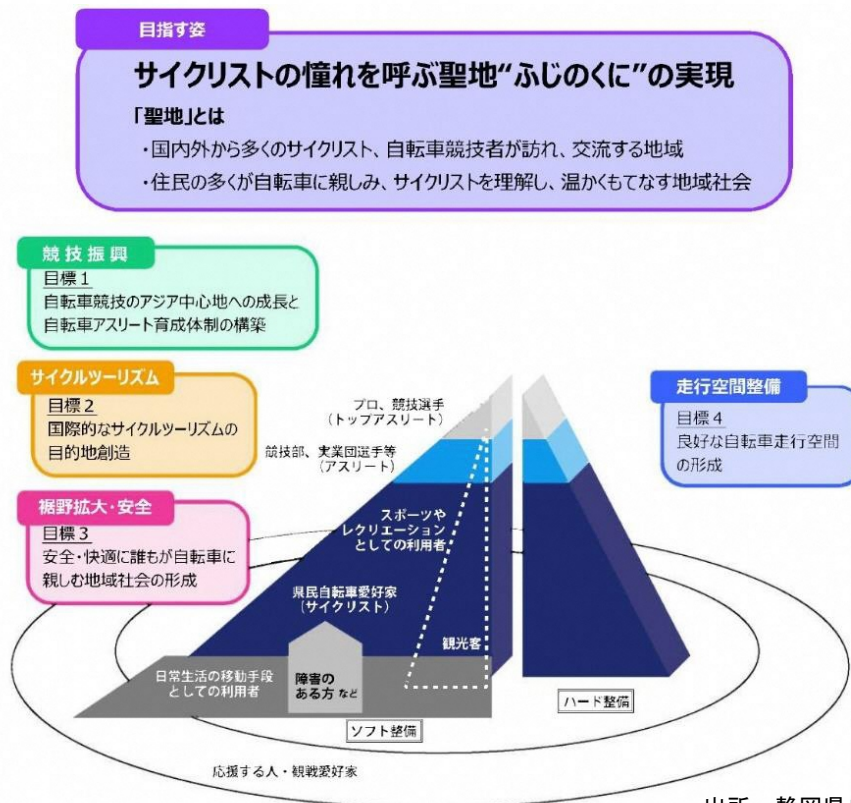 目指す姿
サイクリストの憧れを呼ぶ聖地“ふじのくに”の実現
「聖地」とは
・国内外から多くのサイクリスト、自転車競技者が訪れ、交流する地域
・住民の多くが自転車に親しみ、サイクリストを理解し、温かくもてなす地域社会
競技振興
目標1
自転車競技のアジア中心地への成長と
自転車アスリート育成体制の構築
サイクルツーリズム
目標2
国際的なサイクルツーリズムの
目的地創造
裾野拡大・安全
目標3
安全・快適に誰もが自転車に
親しむ地域社会の形成
走行空間整備
目標4
良好な自転車走行空間
の形成
プロ、競技選手
(トップアスリート)
競技部、実業団選手等
(アスリート)
スポーツや
レクリエーション
としての利用者
県民自転車愛好家
(サイクリスト)
観光客
日常生活の移動手段
としての利用者
障害の
ある方 など
ソフト整備
ハード整備
応援する人・観戦愛好家